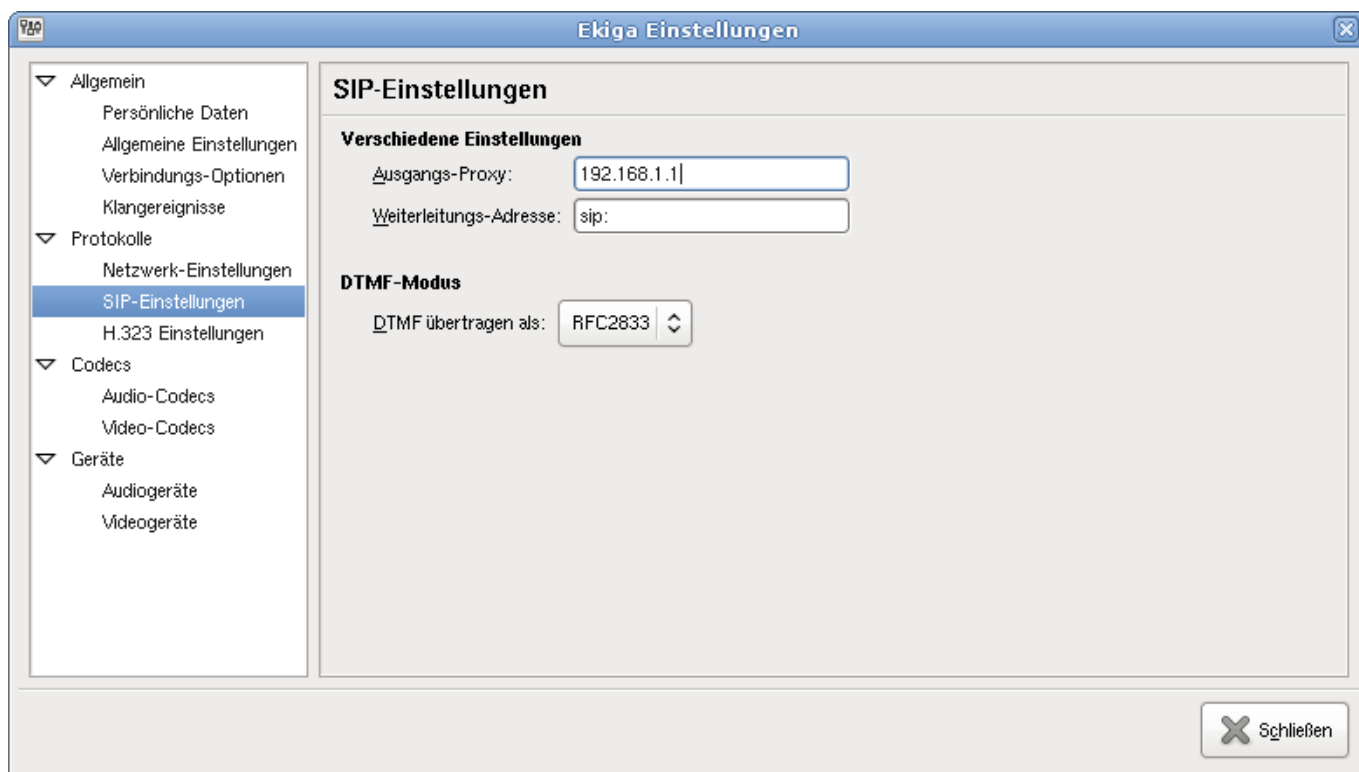 Ekiga Einstellungen
Allgemein
Persönliche Daten
Allgemeine Einstellungen
Verbindungs-Optionen
Klangereignisse
Protokolle
Netzwerk-Einstellungen
SIP-Einstellungen
H.323 Einstellungen
Codecs
Audio-Codecs
Video-Codecs
Geräte
Audiogeräte
Videogeräte
SIP-Einstellungen
Verschiedene Einstellungen
Ausgangs-Proxy: 192.168.1.1
Weiterleitungs-Adresse: sip:
DTMF-Modus
DTMF übertragen als: RFC2833
Schließen